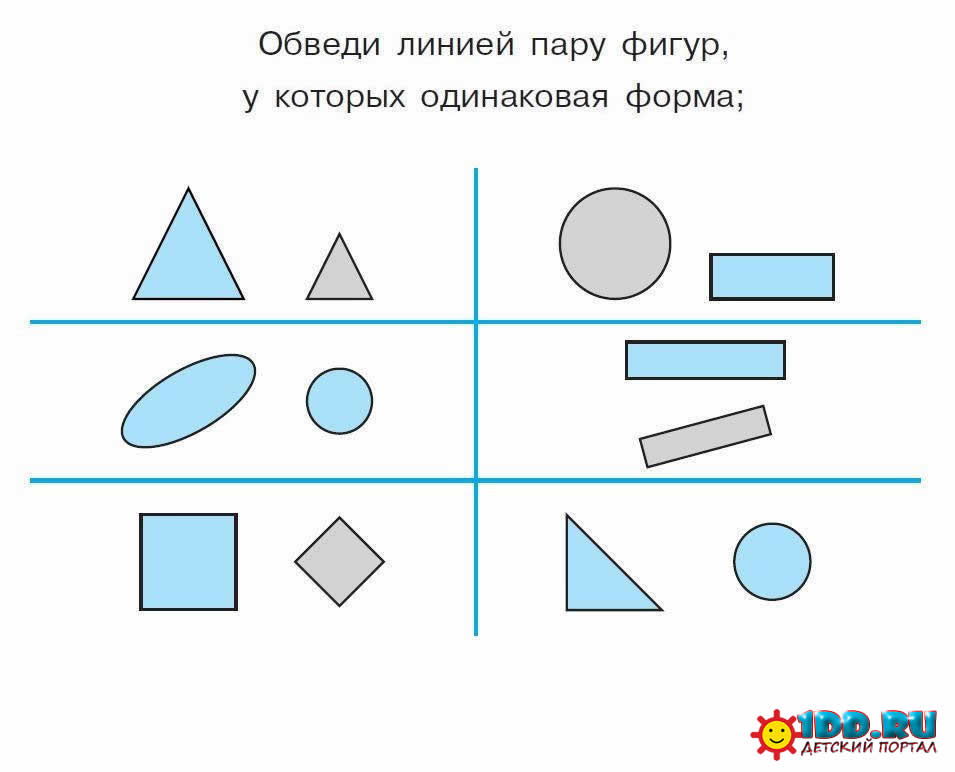 Обведи линией пару фигур,
у которых одинаковая форма;
1DD.RU
ДЕТСКИЙ ПОРТАЛ